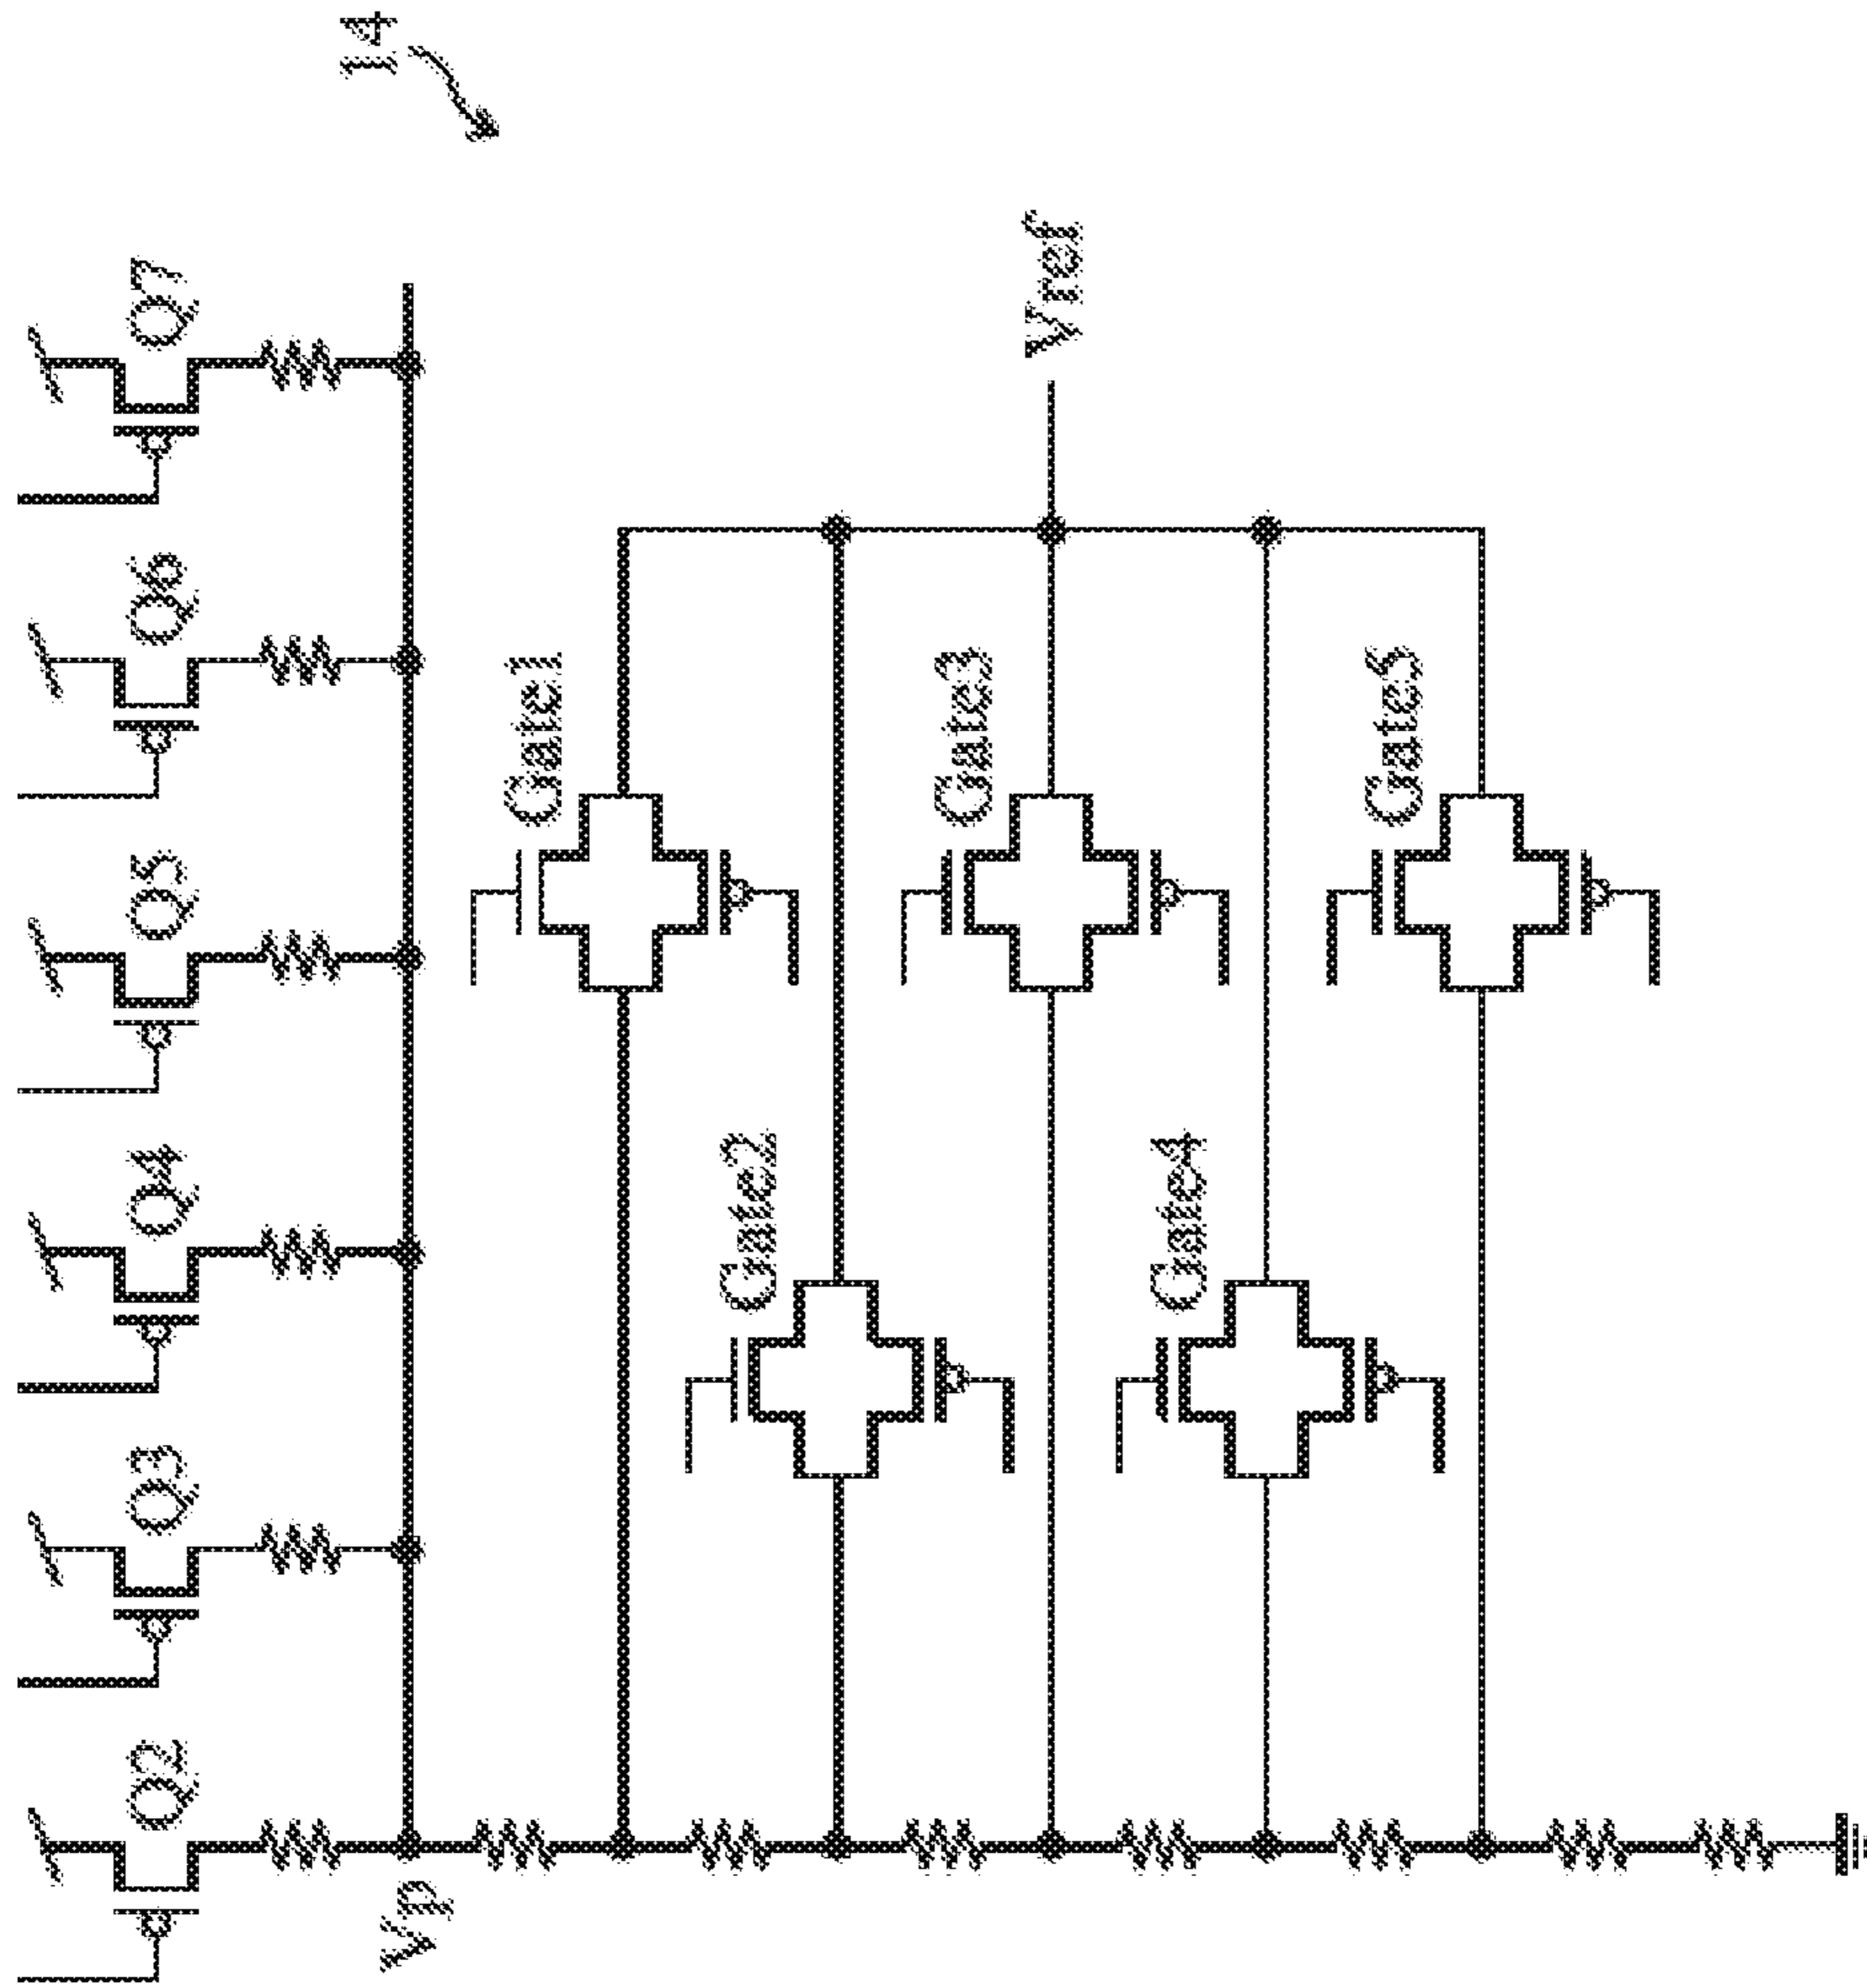 14
Q2
Q3
Q4
Q5
Q6
Q7
Vp
Gate1
Gate2
Gate3
Gate4
Gate5
Vref